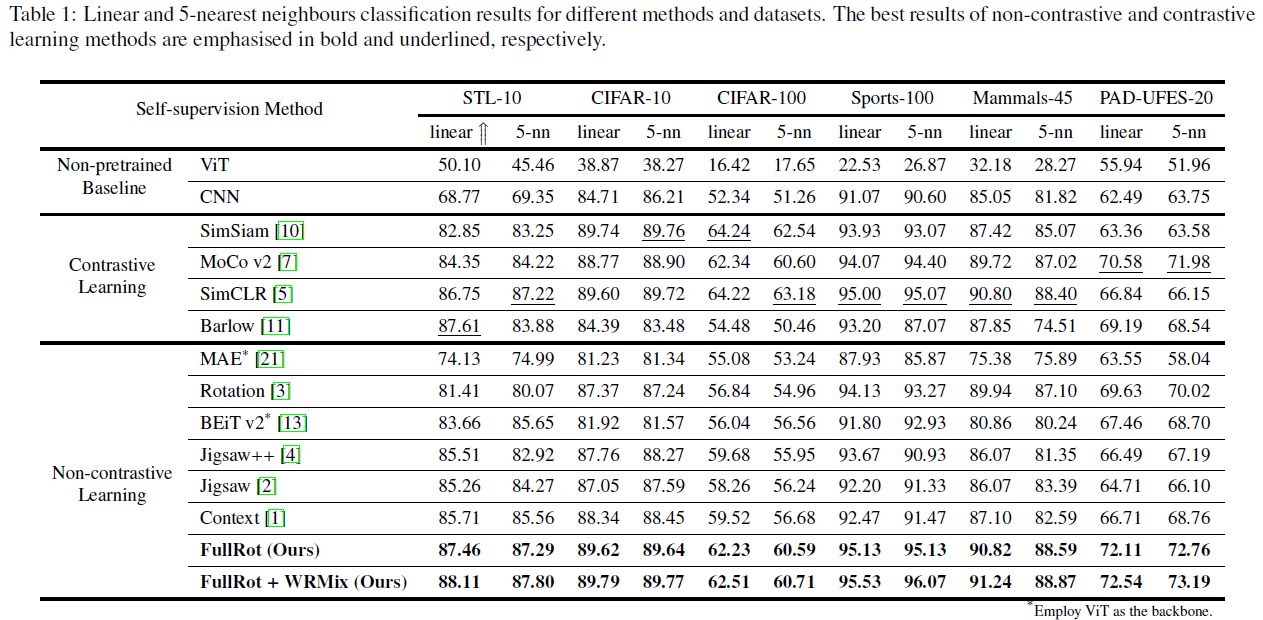 Table 1: Linear and 5-nearest neighbours classification results for different methods and datasets. The best results of non-contrastive and contrastive
learning methods are emphasised in bold and underlined, respectively.
Self-supervision Method STL-10 CIFAR-10 CIFAR-100 Sports-100 Mammals-45 PAD-UFES-20
linear ⇑ 5-nn linear 5-nn linear 5-nn linear 5-nn linear 5-nn linear 5-nn
Non-pretrained Baseline
ViT 50.10 45.46 38.87 38.27 16.42 17.65 22.53 26.87 32.18 28.27 55.94 51.96
CNN 68.77 69.35 84.71 86.21 52.34 51.26 91.07 90.60 85.05 81.82 62.49 63.75
Contrastive Learning
SimSiam [10] 82.85 83.25 89.74 89.76 64.24 62.54 93.93 93.07 87.42 85.07 63.36 63.58
MoCo v2 [7] 84.35 84.22 88.77 88.90 62.34 60.60 94.07 94.40 89.72 87.02 70.58 71.98
SimCLR [5] 86.75 87.22 89.60 89.72 64.22 63.18 95.00 95.07 90.80 88.40 66.84 66.15
Barlow [11] 87.61 83.88 84.39 83.48 54.48 50.46 93.20 87.07 87.85 74.51 69.19 68.54
Non-contrastive Learning
MAE* [21] 74.13 74.99 81.23 81.34 55.08 53.24 87.93 85.87 75.38 75.89 63.55 58.04
Rotation [3] 81.41 80.07 87.37 87.24 56.84 54.96 94.13 93.27 89.94 87.10 69.63 70.02
BEiT v2* [13] 83.66 85.65 81.92 81.57 56.04 56.56 91.80 92.93 80.86 80.24 67.46 68.70
Jigsaw++ [4] 85.51 82.92 87.76 88.27 59.68 55.95 93.67 90.93 86.07 81.35 66.49 67.19
Jigsaw [2] 85.26 84.27 87.05 87.59 58.26 56.24 92.20 91.33 86.07 83.39 64.71 66.10
Context [1] 85.71 85.56 88.34 88.45 59.52 56.68 92.47 91.47 87.10 82.59 66.71 68.76
FullRot (Ours) 87.46 87.29 89.62 89.64 62.23 60.59 95.13 95.13 90.82 88.59 72.11 72.76
FullRot + WRMix (Ours) 88.11 87.80 89.79 89.77 62.51 60.71 95.53 96.07 91.24 88.87 72.54 73.19
*Employ ViT as the backbone.